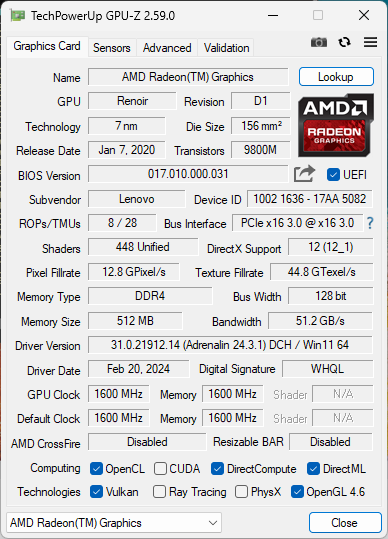 TechPowerUp GPU-Z 2.59.0
Graphics Card Sensors Advanced Validation
Name AMD Radeon(TM) Graphics Lookup
GPU Renoir Revision D1
Technology 7 nm Die Size 156 mm²
Release Date Jan 7, 2020 Transistors 9800M
AMD
RADEON
GRAPHICS
BIOS Version 017.010.000.031 UEFI
Subvendor Lenovo Device ID 1002 1636 - 17AA 5082
ROPs/TMUs 8 / 28 Bus Interface PCIe x16 3.0 @ x16 3.0 ?
Shaders 448 Unified DirectX Support 12 (12_1)
Pixel Fillrate 12.8 GPixel/s Texture Fillrate 44.8 GTexel/s
Memory Type DDR4 Bus Width 128 bit
Memory Size 512 MB Bandwidth 51.2 GB/s
Driver Version 31.0.21912.14 (Adrenalin 24.3.1) DCH / Win11 64
Driver Date Feb 20, 2024 Digital Signature WHQL
GPU Clock 1600 MHz Memory 1600 MHz Shader N/A
Default Clock 1600 MHz Memory 1600 MHz Shader N/A
AMD CrossFire Disabled Resizable BAR Disabled
Computing OpenCL CUDA DirectCompute DirectML
Technologies Vulkan Ray Tracing PhysX OpenGL 4.6
AMD Radeon(TM) Graphics Close